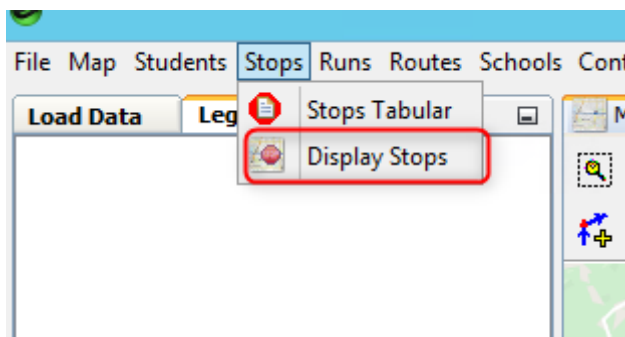 File Map Students Stops Runs Routes Schools Cont
Load Data Leg
Stops Tabular
Display Stops